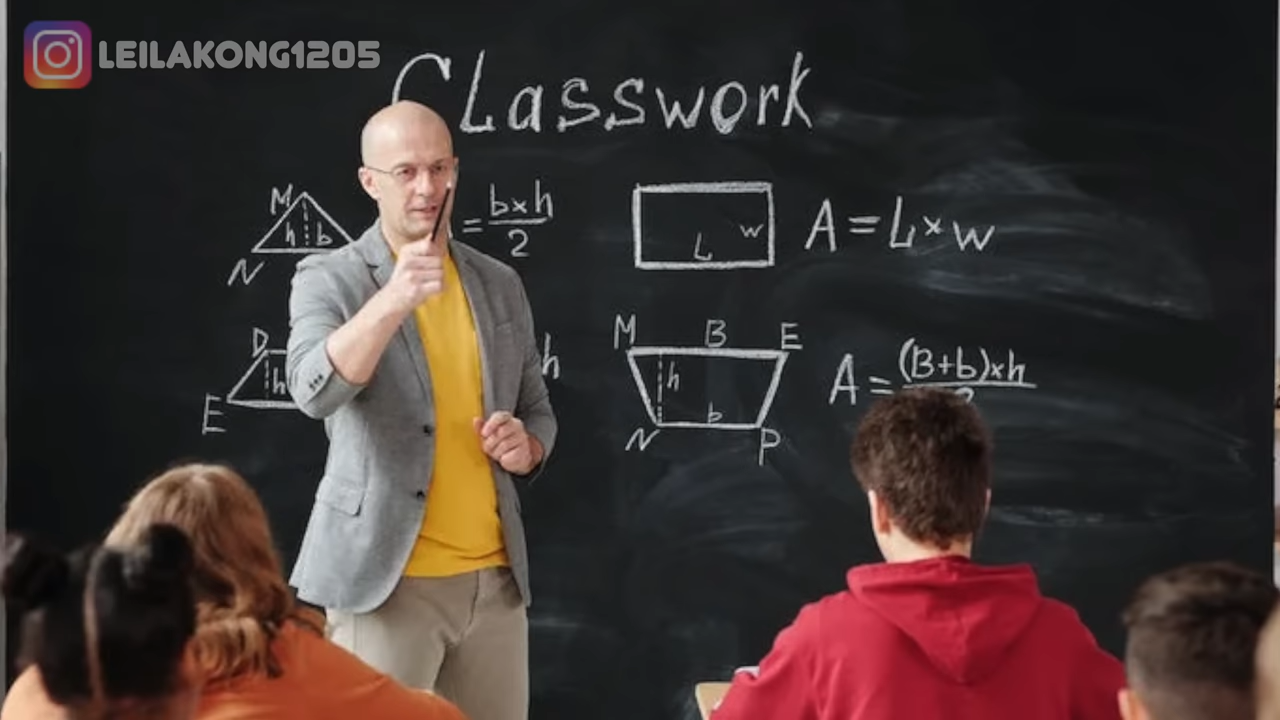 LEILAKONG1205
CLasswork
M
h b
N
= b×h
2
L
W
A = L×w
D
h
E
h
M B E
h
b
N P
A = (B+b)×h